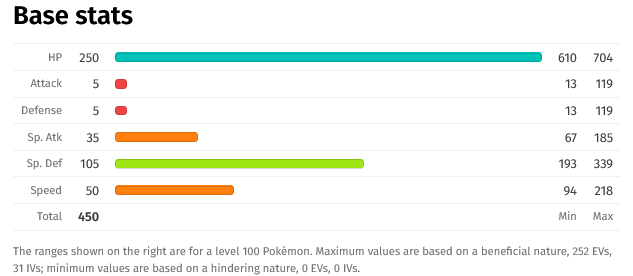 Base stats
HP 250 610 704
Attack 5 13 119
Defense 5 13 119
Sp. Atk 35 67 185
Sp. Def 105 193 339
Speed 50 94 218
Total 450 Min Max
The ranges shown on the right are for a level 100 Pokémon. Maximum values are based on a beneficial nature, 252 EVs,
31 IVs; minimum values are based on a hindering nature, 0 EVs, 0 IVs.